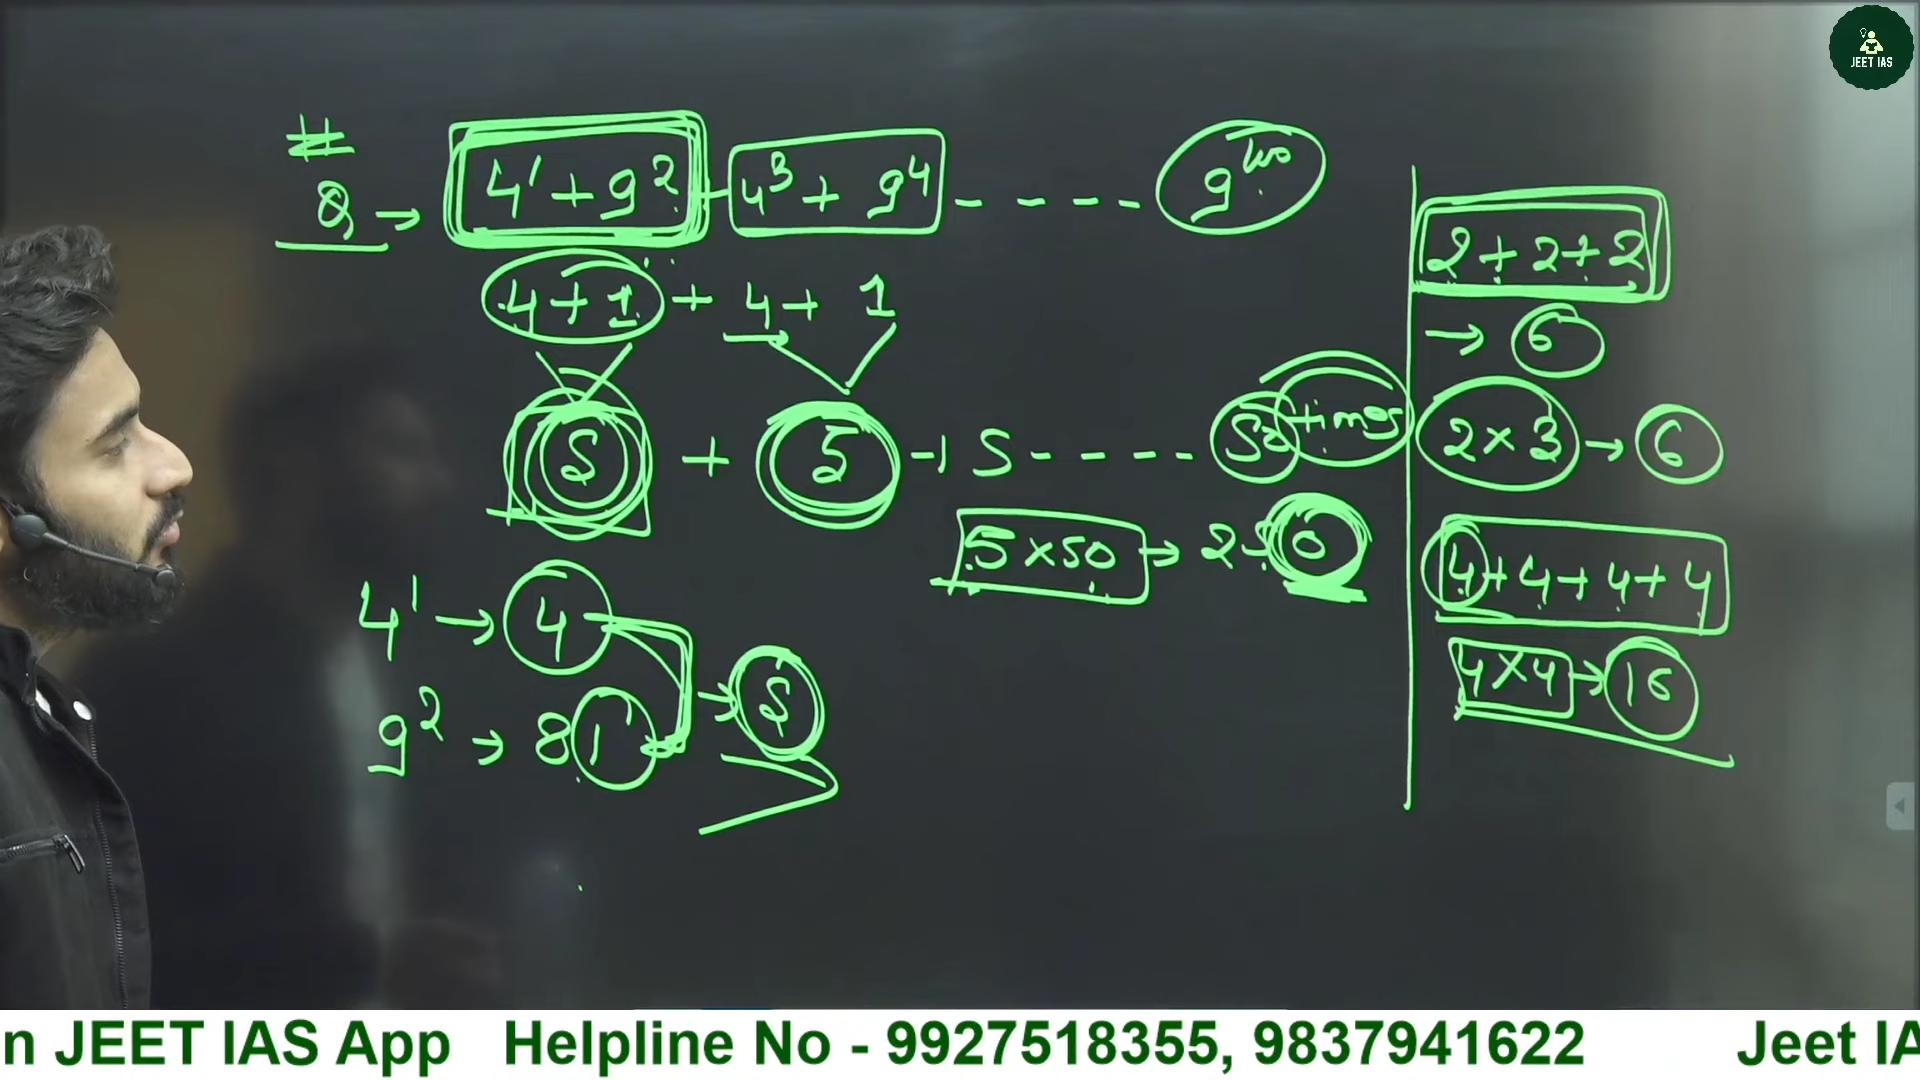 #
Q → 4¹ + 9² + 4³ + 9⁴ - - - - 9¹⁰⁰
4 + 1 + 4 + 1
5 + 5 + 5 - - - - 50 times
5 × 50 → 250
4¹ → 4
9² → 81
→ 5
2 + 2 + 2
→ 6
2 × 3 → 6
4 + 4 + 4 + 4
4 × 4 → 16
JEET IAS
n JEET IAS App Helpline No - 9927518355, 9837941622 Jeet IA